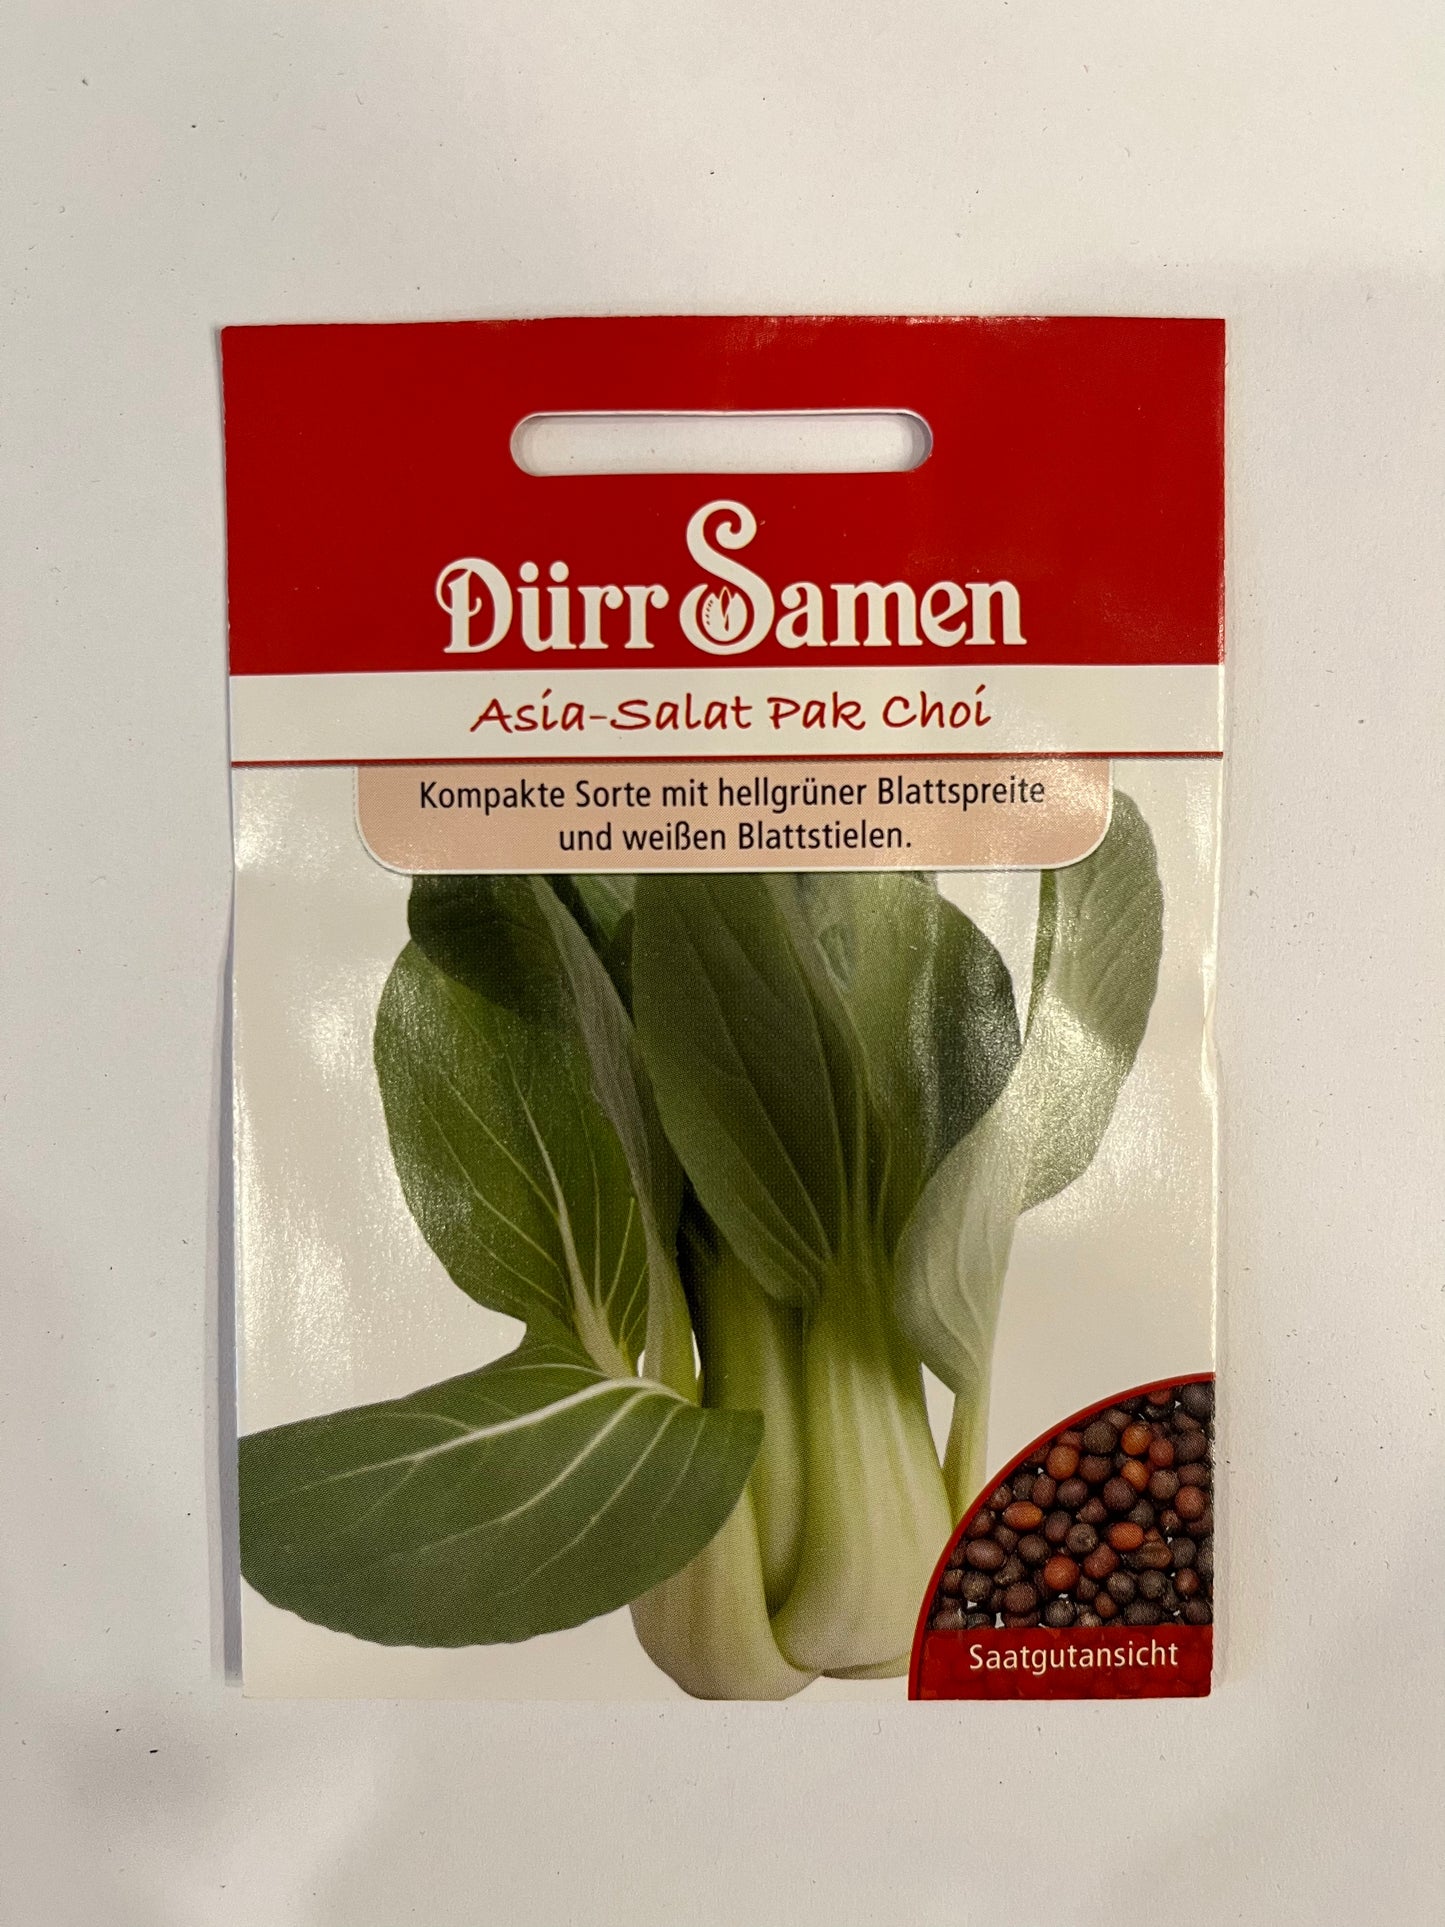 Dürr Samen
Asia-Salat Pak Choi
Kompakte Sorte mit hellgrüner Blattspreite
und weißen Blattstielen.
Saatgutansicht